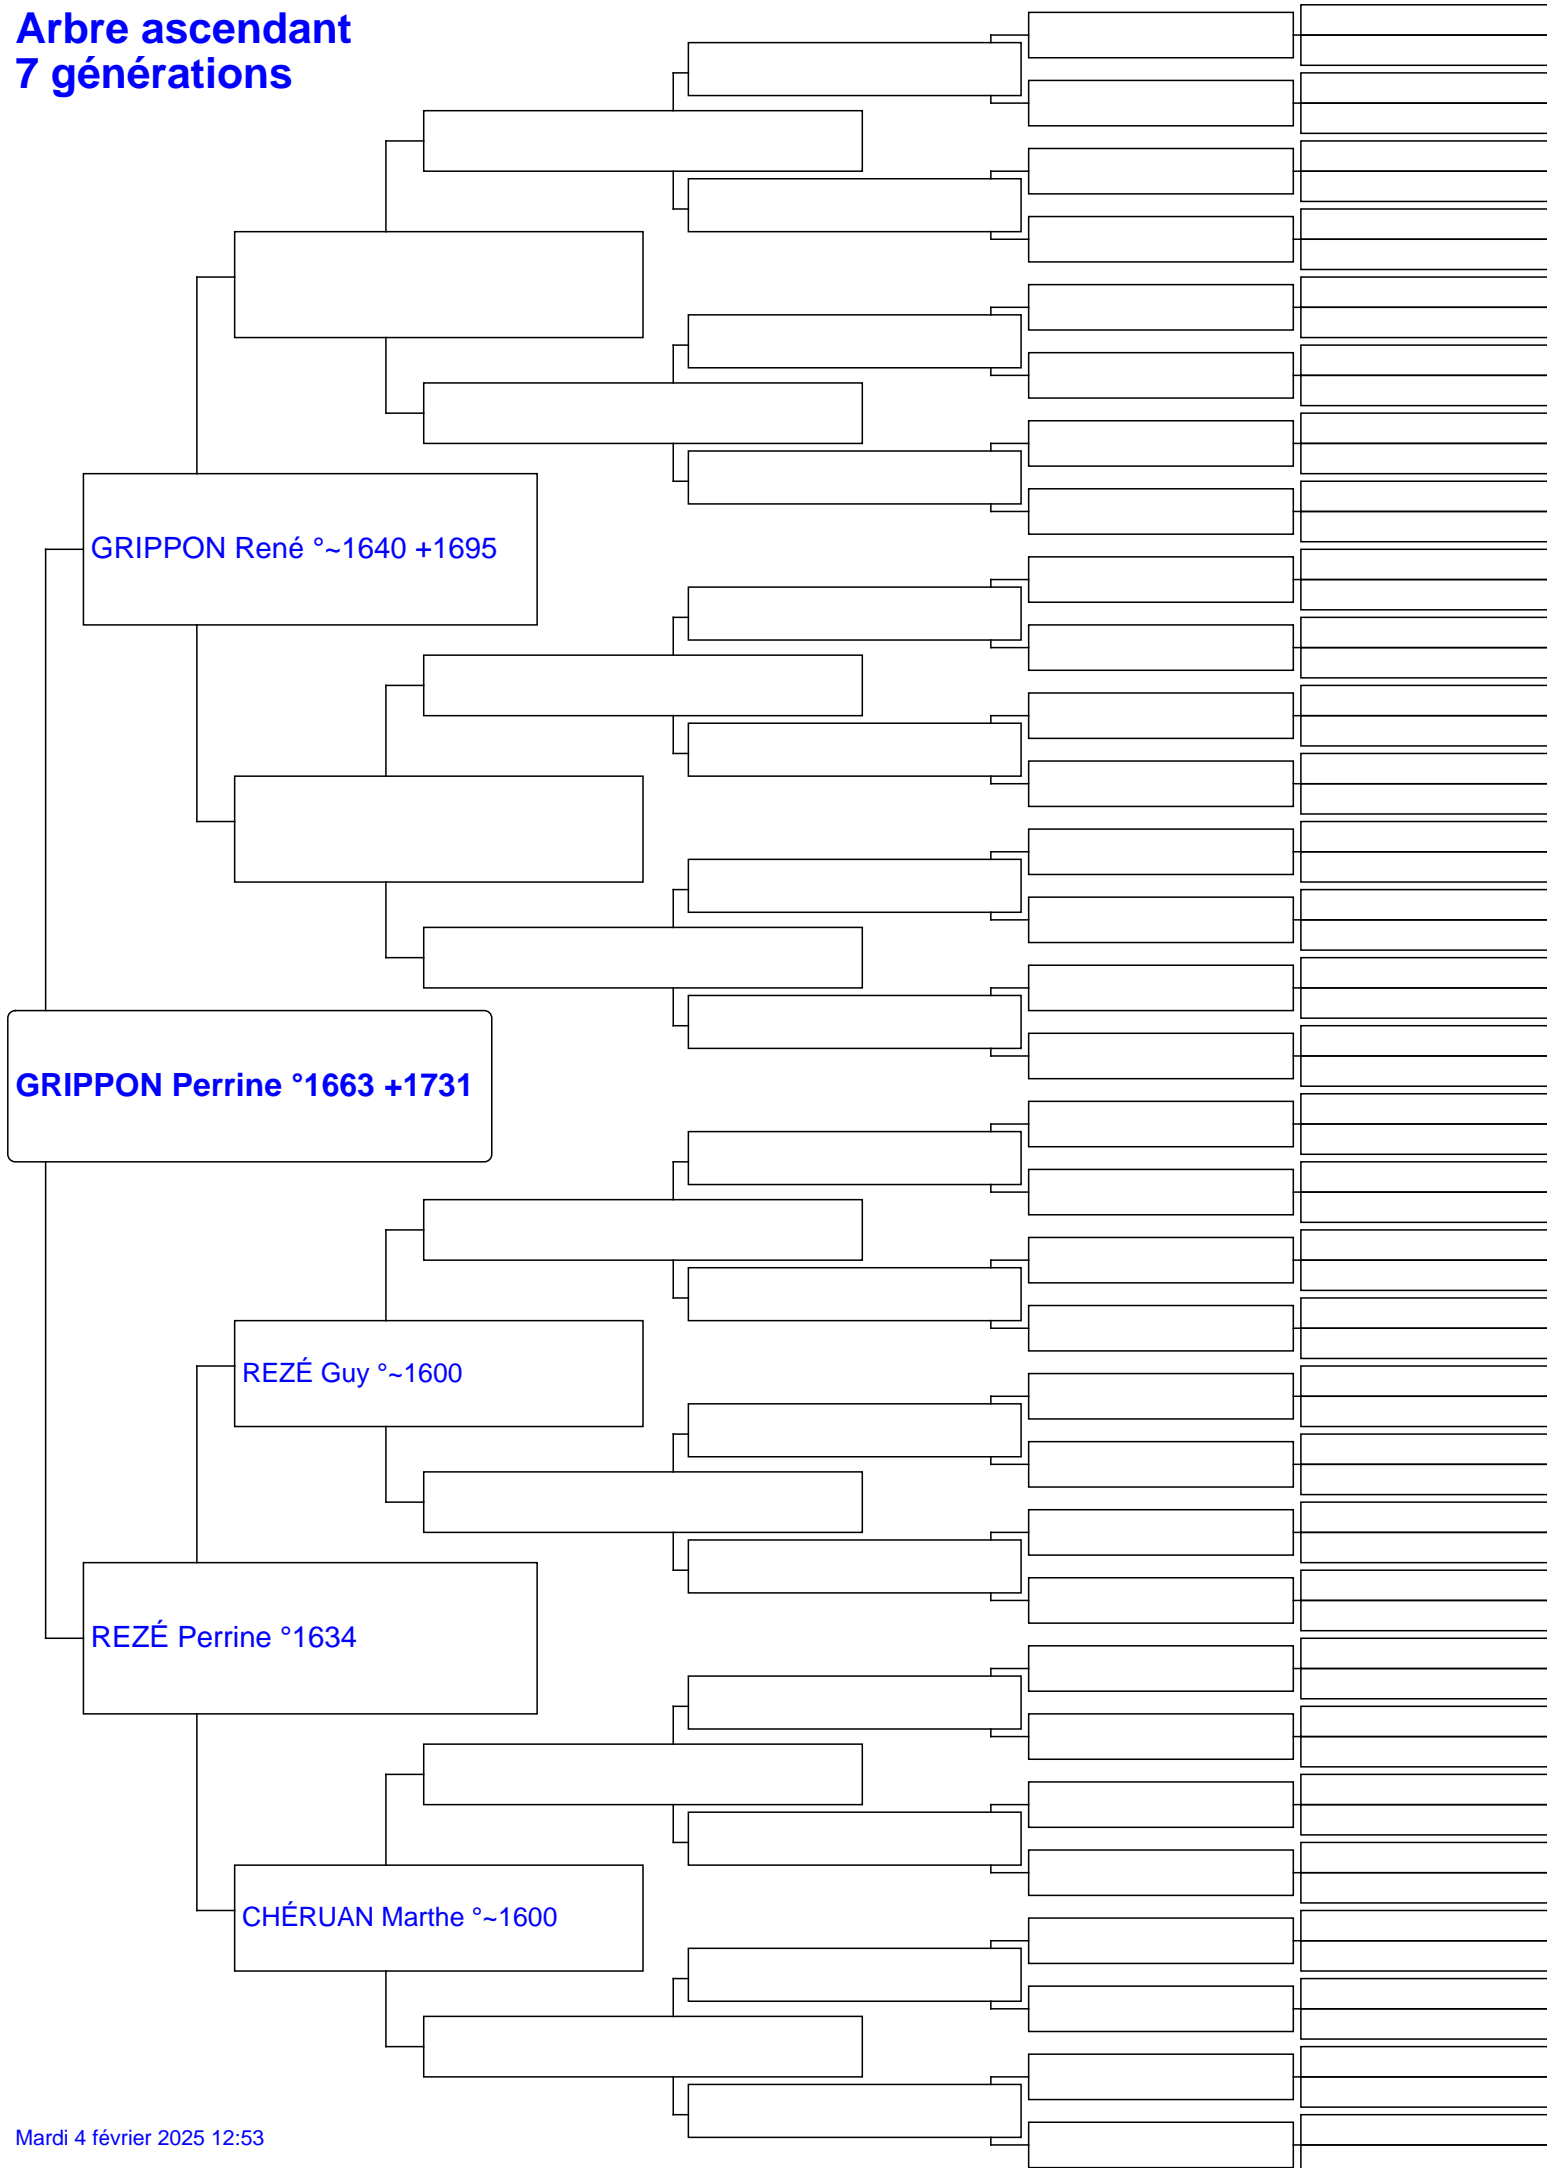 Arbre ascendant
7 générations
GRIPPON René °~1640 +1695
GRIPPON Perrine °1663 +1731
REZÉ Guy °~1600
REZÉ Perrine °1634
CHÉRUAN Marthe °~1600
Mardi 4 février 2025 12:53